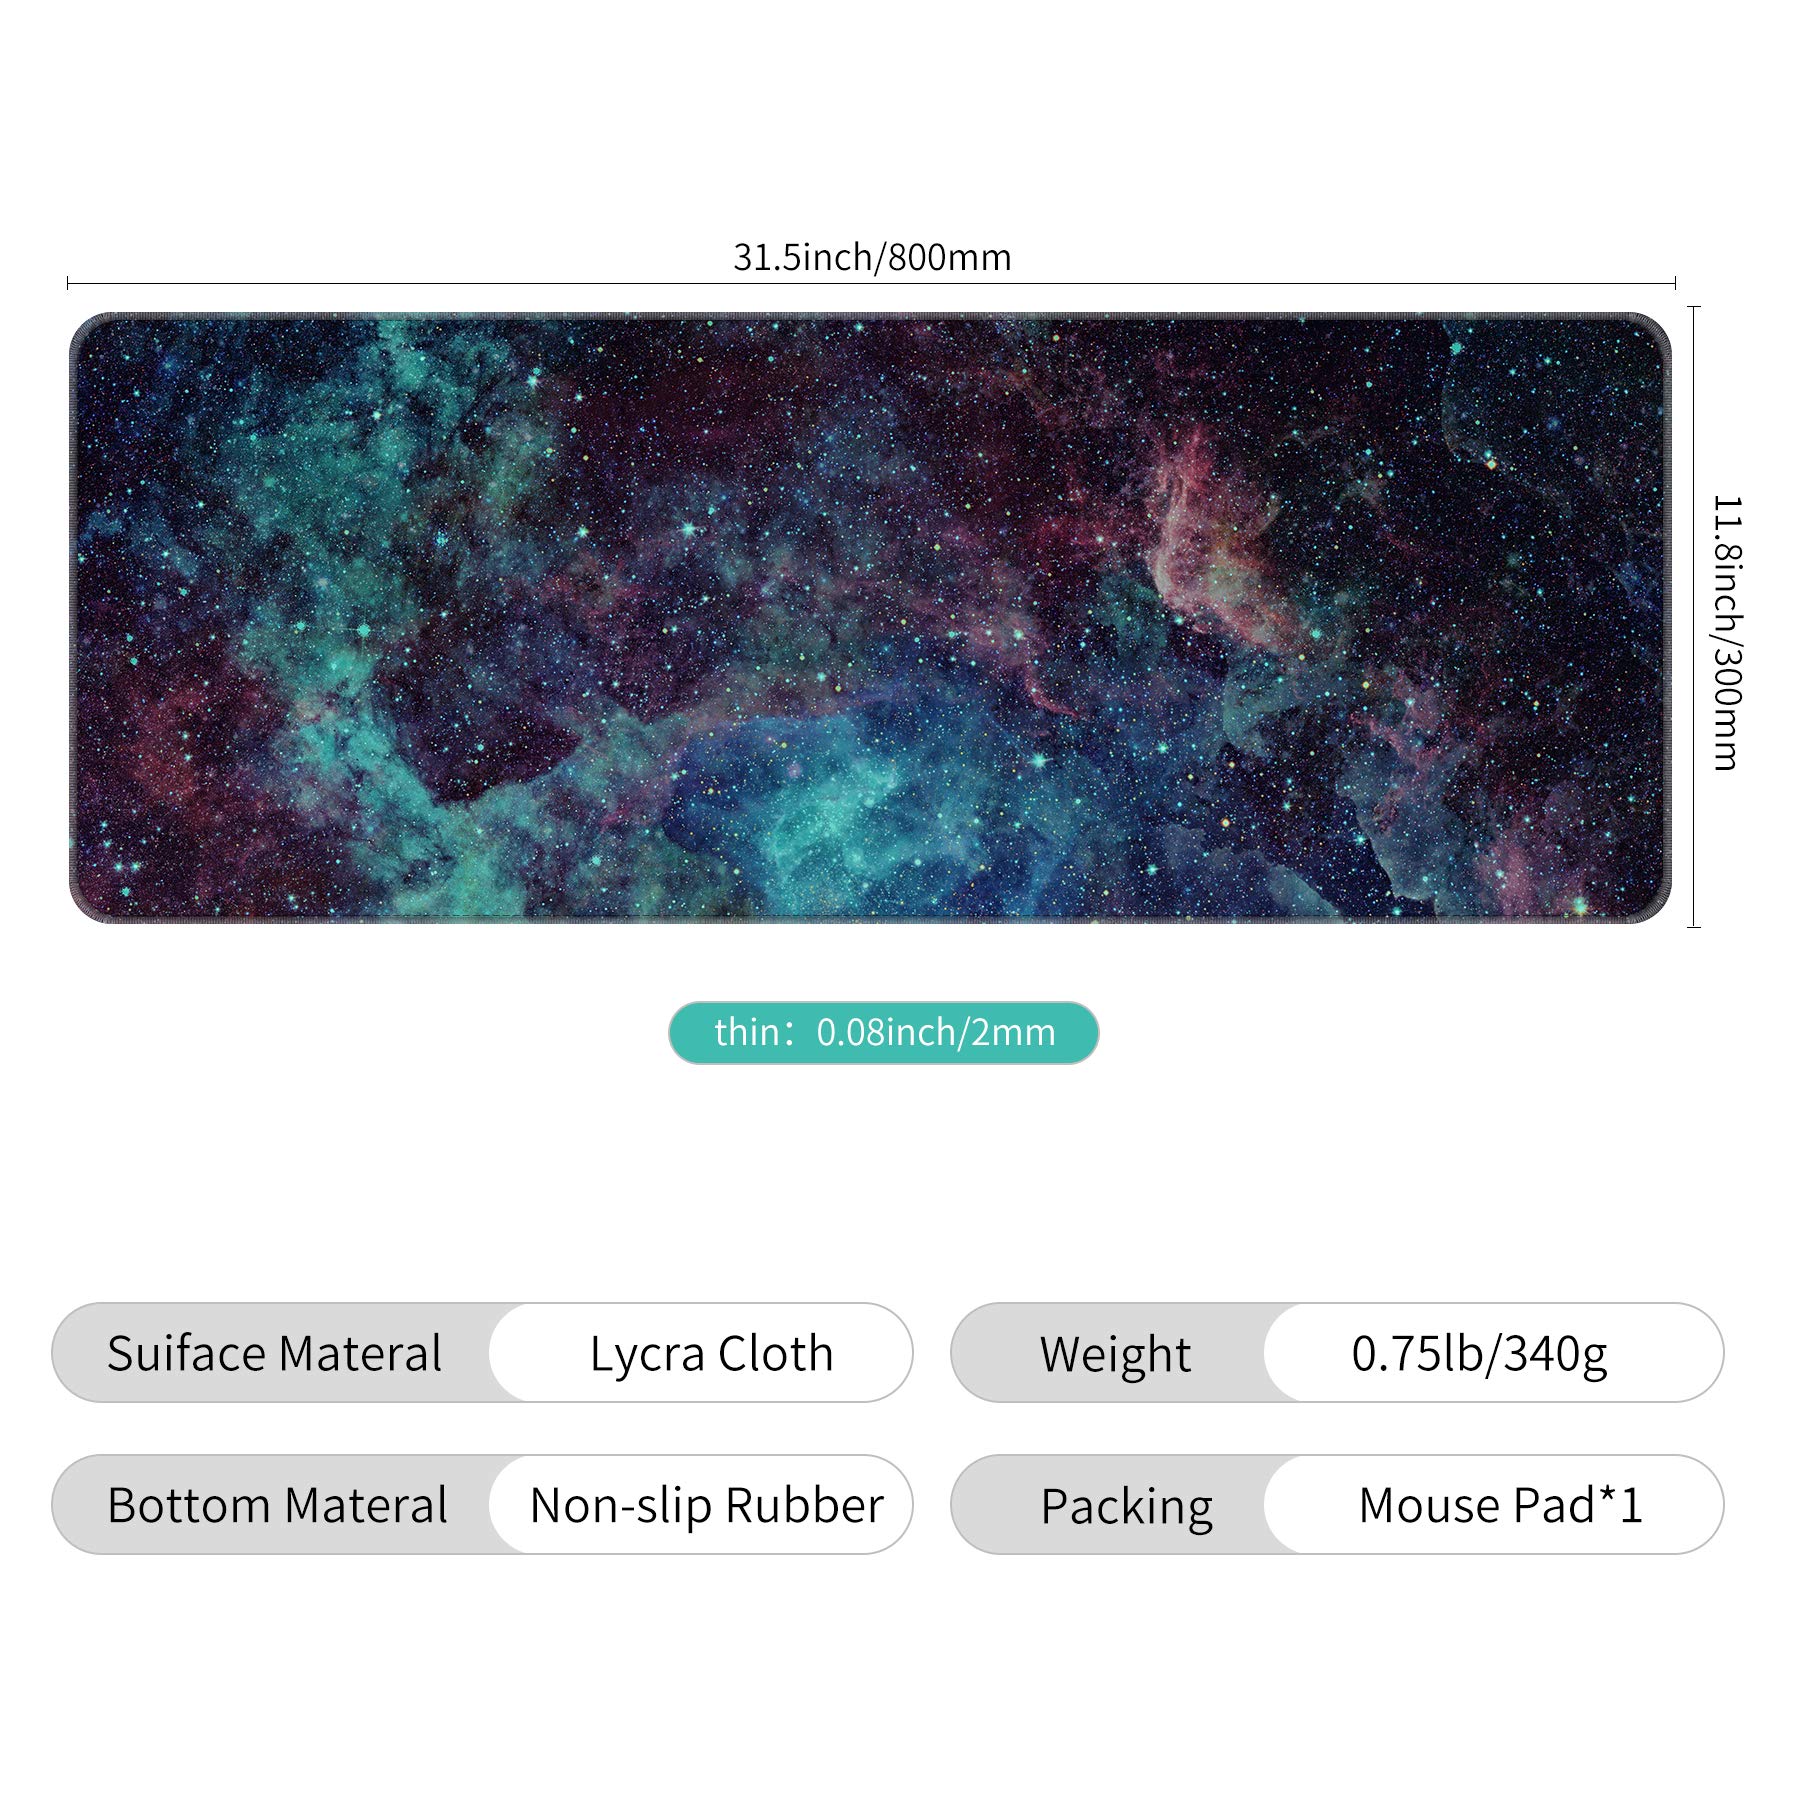 31.5inch/800mm
11.8inch/300mm
thin：0.08inch/2mm
Suiface Materal
Lycra Cloth
Weight
0.75lb/340g
Bottom Materal
Non-slip Rubber
Packing
Mouse Pad*1